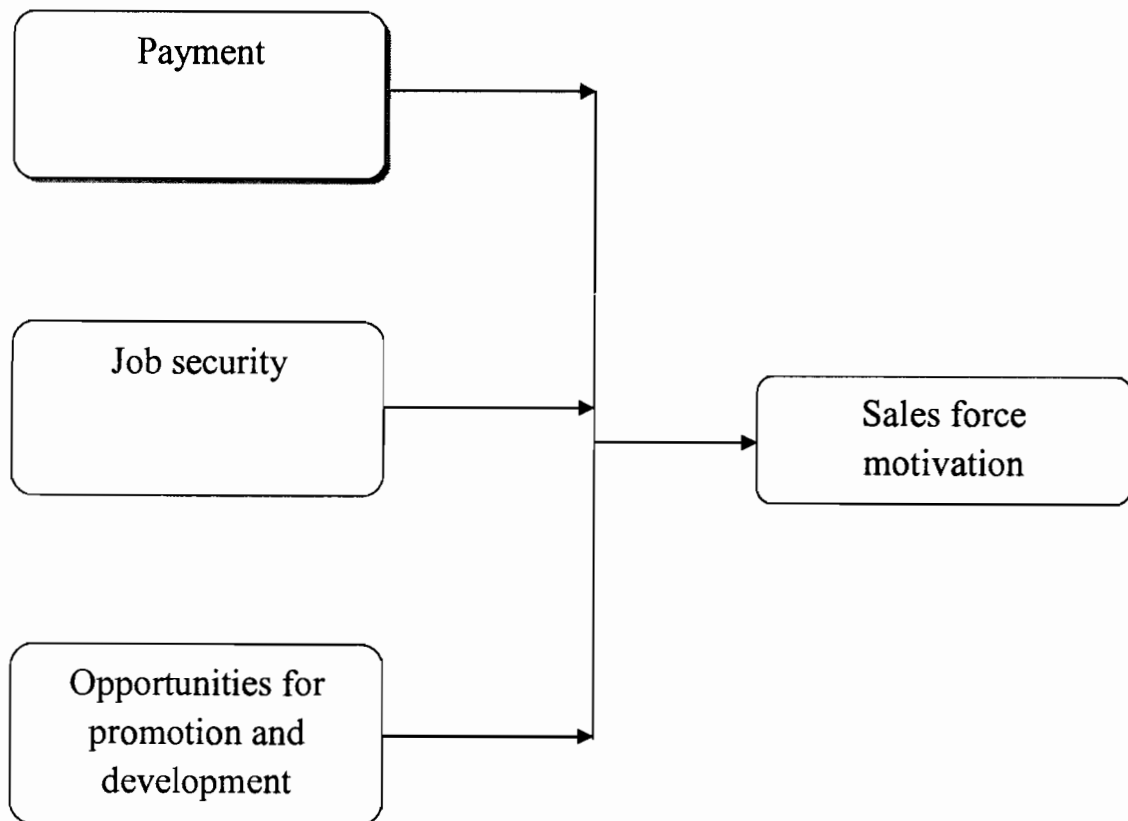 Payment
Job security
Sales force
motivation
Opportunities for
promotion and
development